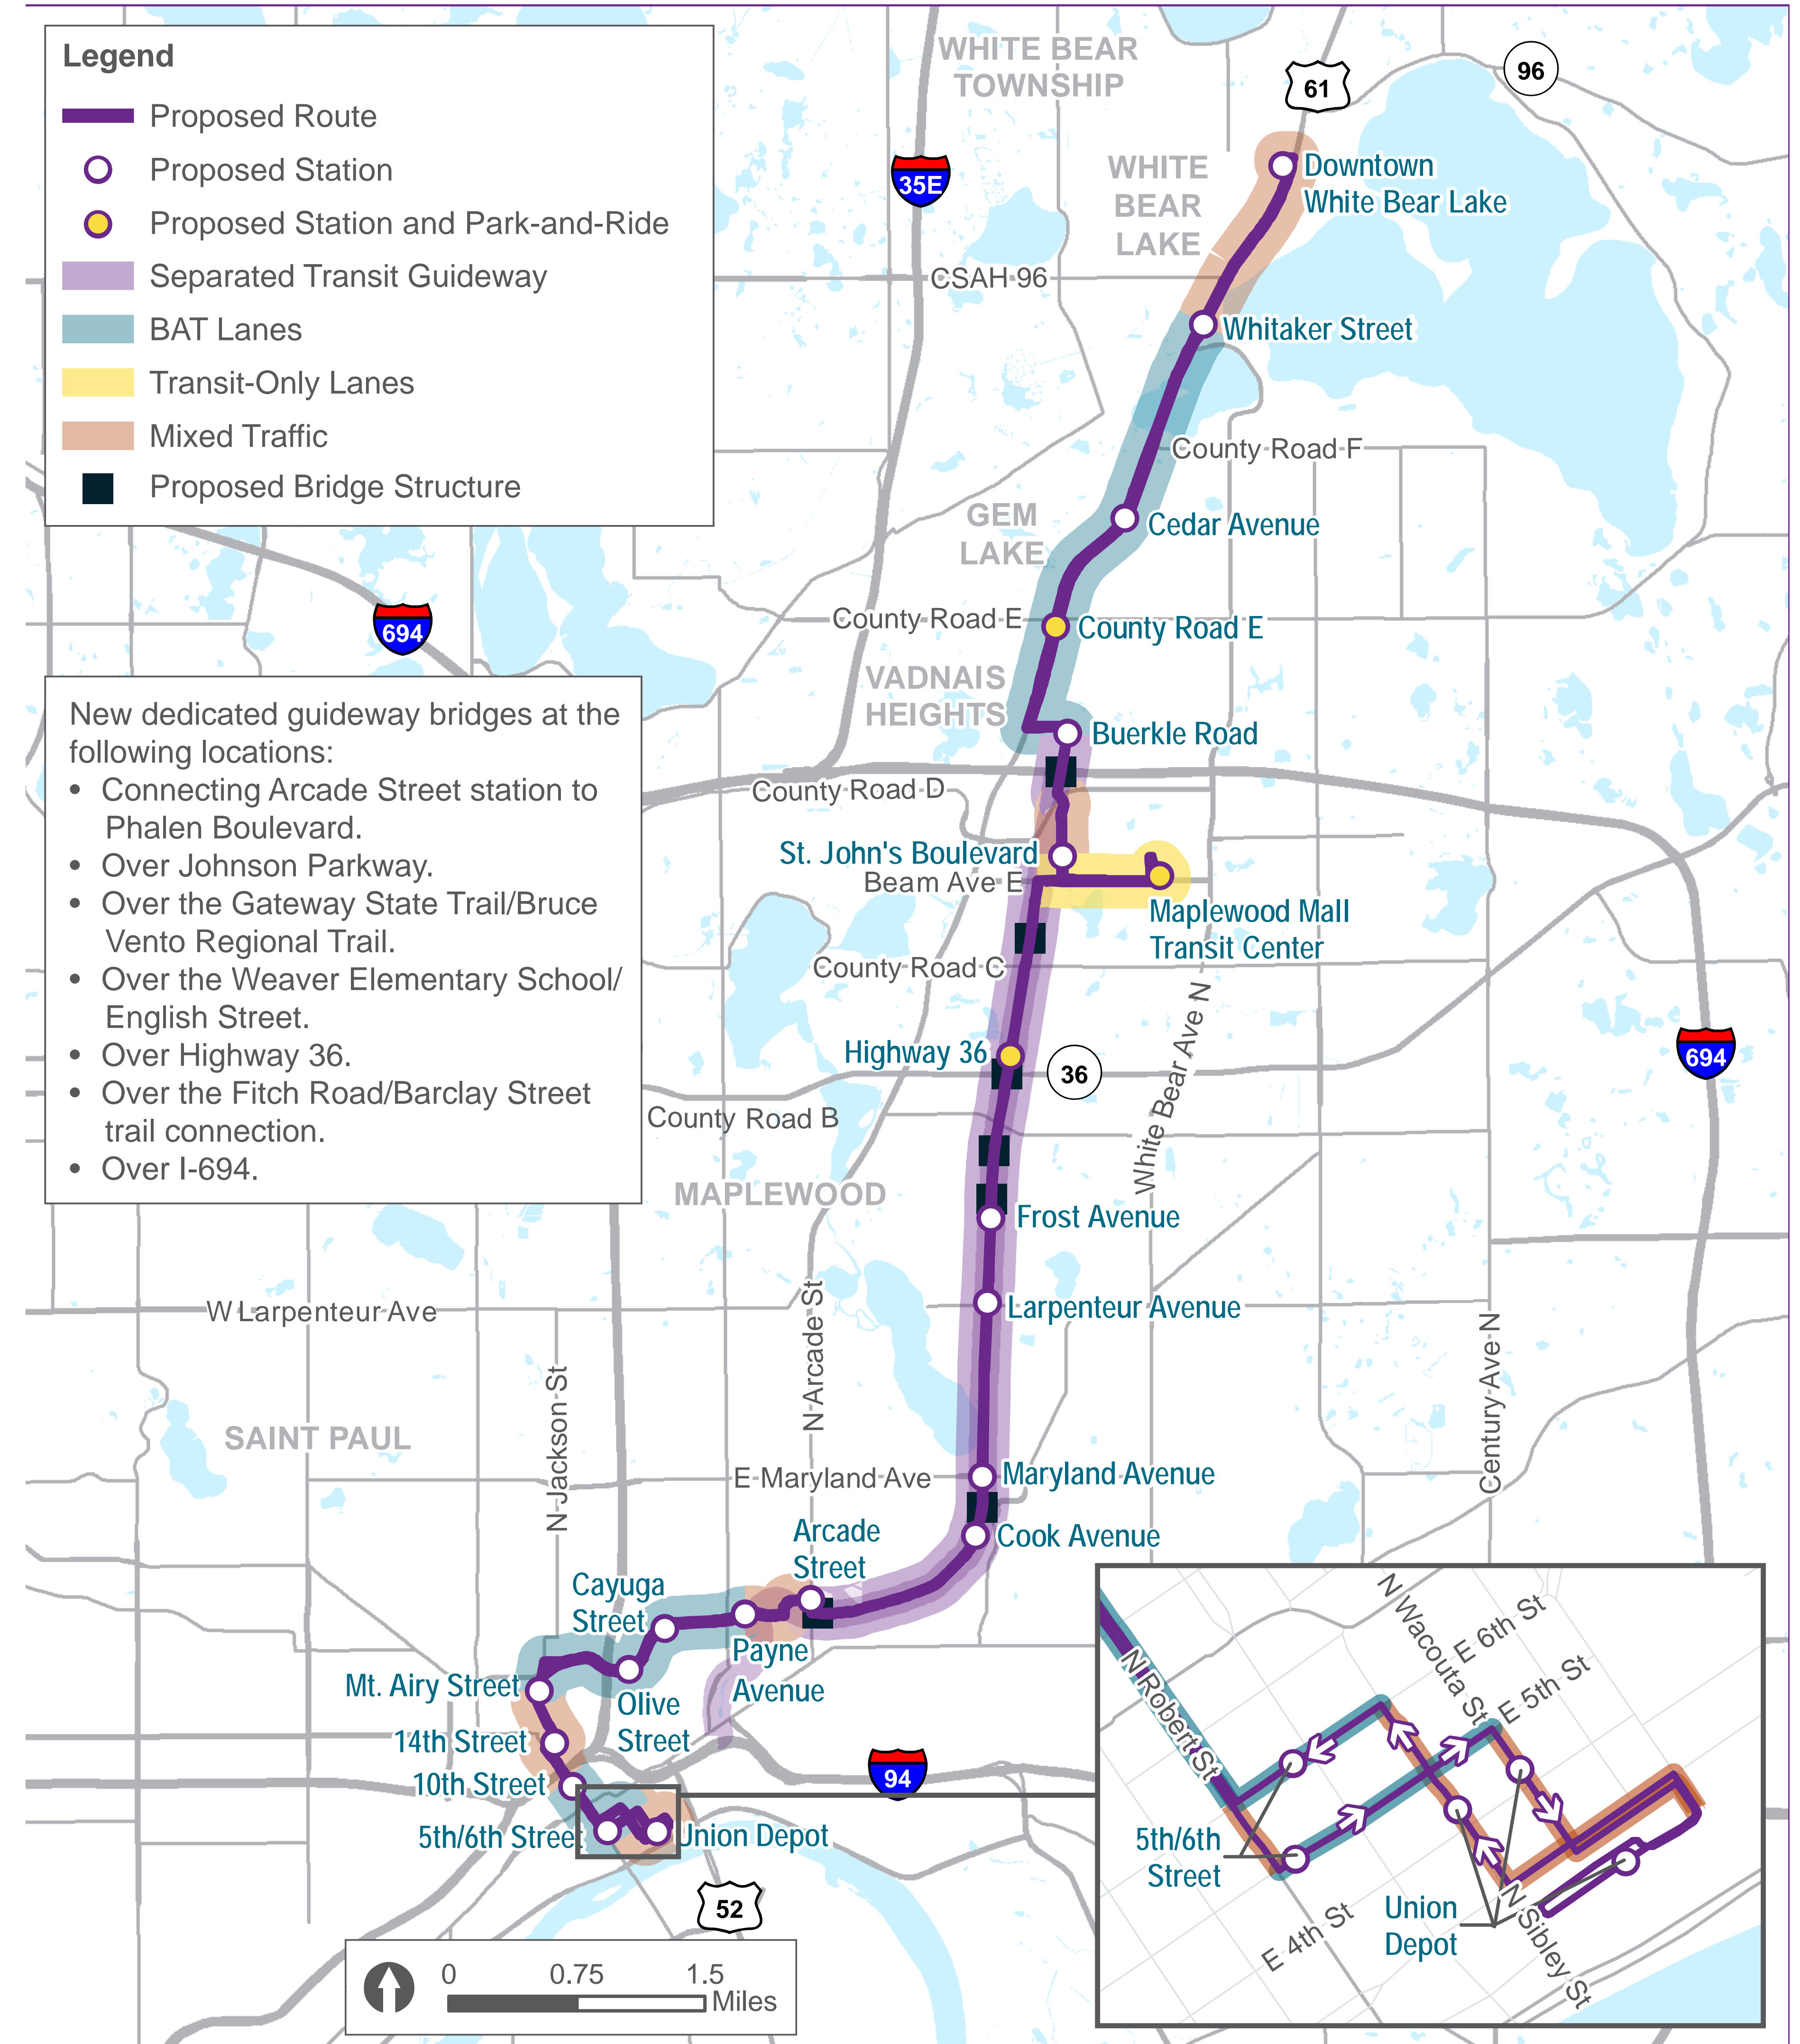 Legend
Proposed Route
Proposed Station
Proposed Station and Park-and-Ride
Separated Transit Guideway
BAT Lanes
Transit-Only Lanes
Mixed Traffic
Proposed Bridge Structure
New dedicated guideway bridges at the
following locations:
• Connecting Arcade Street station to
Phalen Boulevard.
• Over Johnson Parkway.
• Over the Gateway State Trail/Bruce
Vento Regional Trail.
• Over the Weaver Elementary School/
English Street.
• Over Highway 36.
• Over the Fitch Road/Barclay Street
trail connection.
• Over I-694.
WHITE BEAR
TOWNSHIP
61
96
35E
WHITE
BEAR
LAKE
Downtown
White Bear Lake
CSAH 96
Whitaker Street
County Road F
GEM
LAKE
Cedar Avenue
694
County Road E
County Road E
VADNAIS
HEIGHTS
Buerkle Road
County Road D
St. John's Boulevard
Beam Ave E
Maplewood Mall
Transit Center
County Road C
White Bear Ave N
Highway 36
36
694
County Road B
MAPLEWOOD
Frost Avenue
W Larpenteur Ave
N Arcade St
Larpenteur Avenue
Century Ave N
N Jackson St
SAINT PAUL
E Maryland Ave
Maryland Avenue
Arcade
Street
Cook Avenue
Cayuga
Street
Payne
Avenue
Mt. Airy Street
Olive
Street
14th Street
10th Street
94
5th/6th Street
Union Depot
52
0
0.75
1.5
Miles
N Wacouta St
E 6th St
E 5th St
N Robert St
5th/6th
Street
Union
Depot
E 4th St
N Sibley St